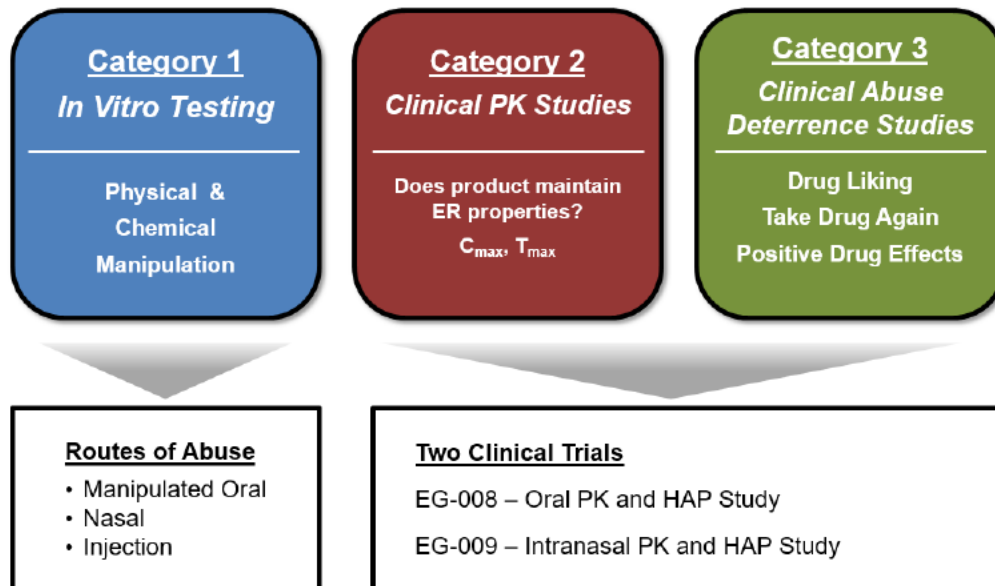 Category 1
In Vitro Testing
Physical &
Chemical
Manipulation
Category 2
Clinical PK Studies
Does product maintain
ER properties?
Cmax, Tmax
Category 3
Clinical Abuse
Deterrence Studies
Drug Liking
Take Drug Again
Positive Drug Effects
Routes of Abuse
• Manipulated Oral
• Nasal
• Injection
Two Clinical Trials
EG-008 – Oral PK and HAP Study
EG-009 – Intranasal PK and HAP Study